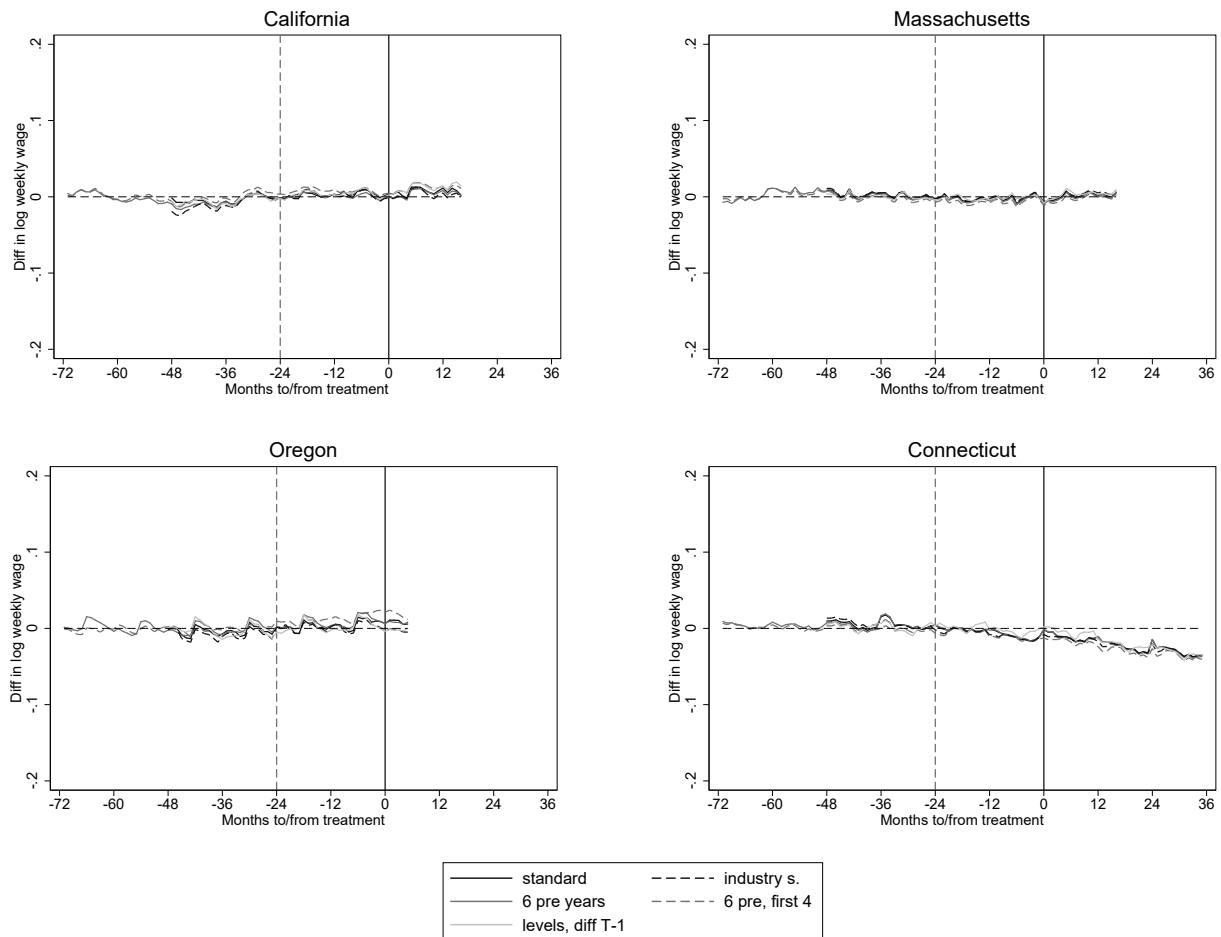 California
Diff in log weekly wage
.2
.1
0
-.1
-.2
-72 -60 -48 -36 -24 -12 0 12 24 36
Months to/from treatment
Massachusetts
Diff in log weekly wage
.2
.1
0
-.1
-.2
-72 -60 -48 -36 -24 -12 0 12 24 36
Months to/from treatment
Oregon
Diff in log weekly wage
.2
.1
0
-.1
-.2
-72 -60 -48 -36 -24 -12 0 12 24 36
Months to/from treatment
Connecticut
Diff in log weekly wage
.2
.1
0
-.1
-.2
-72 -60 -48 -36 -24 -12 0 12 24 36
Months to/from treatment
standard industry s.
6 pre years 6 pre, first 4
levels, diff T-1